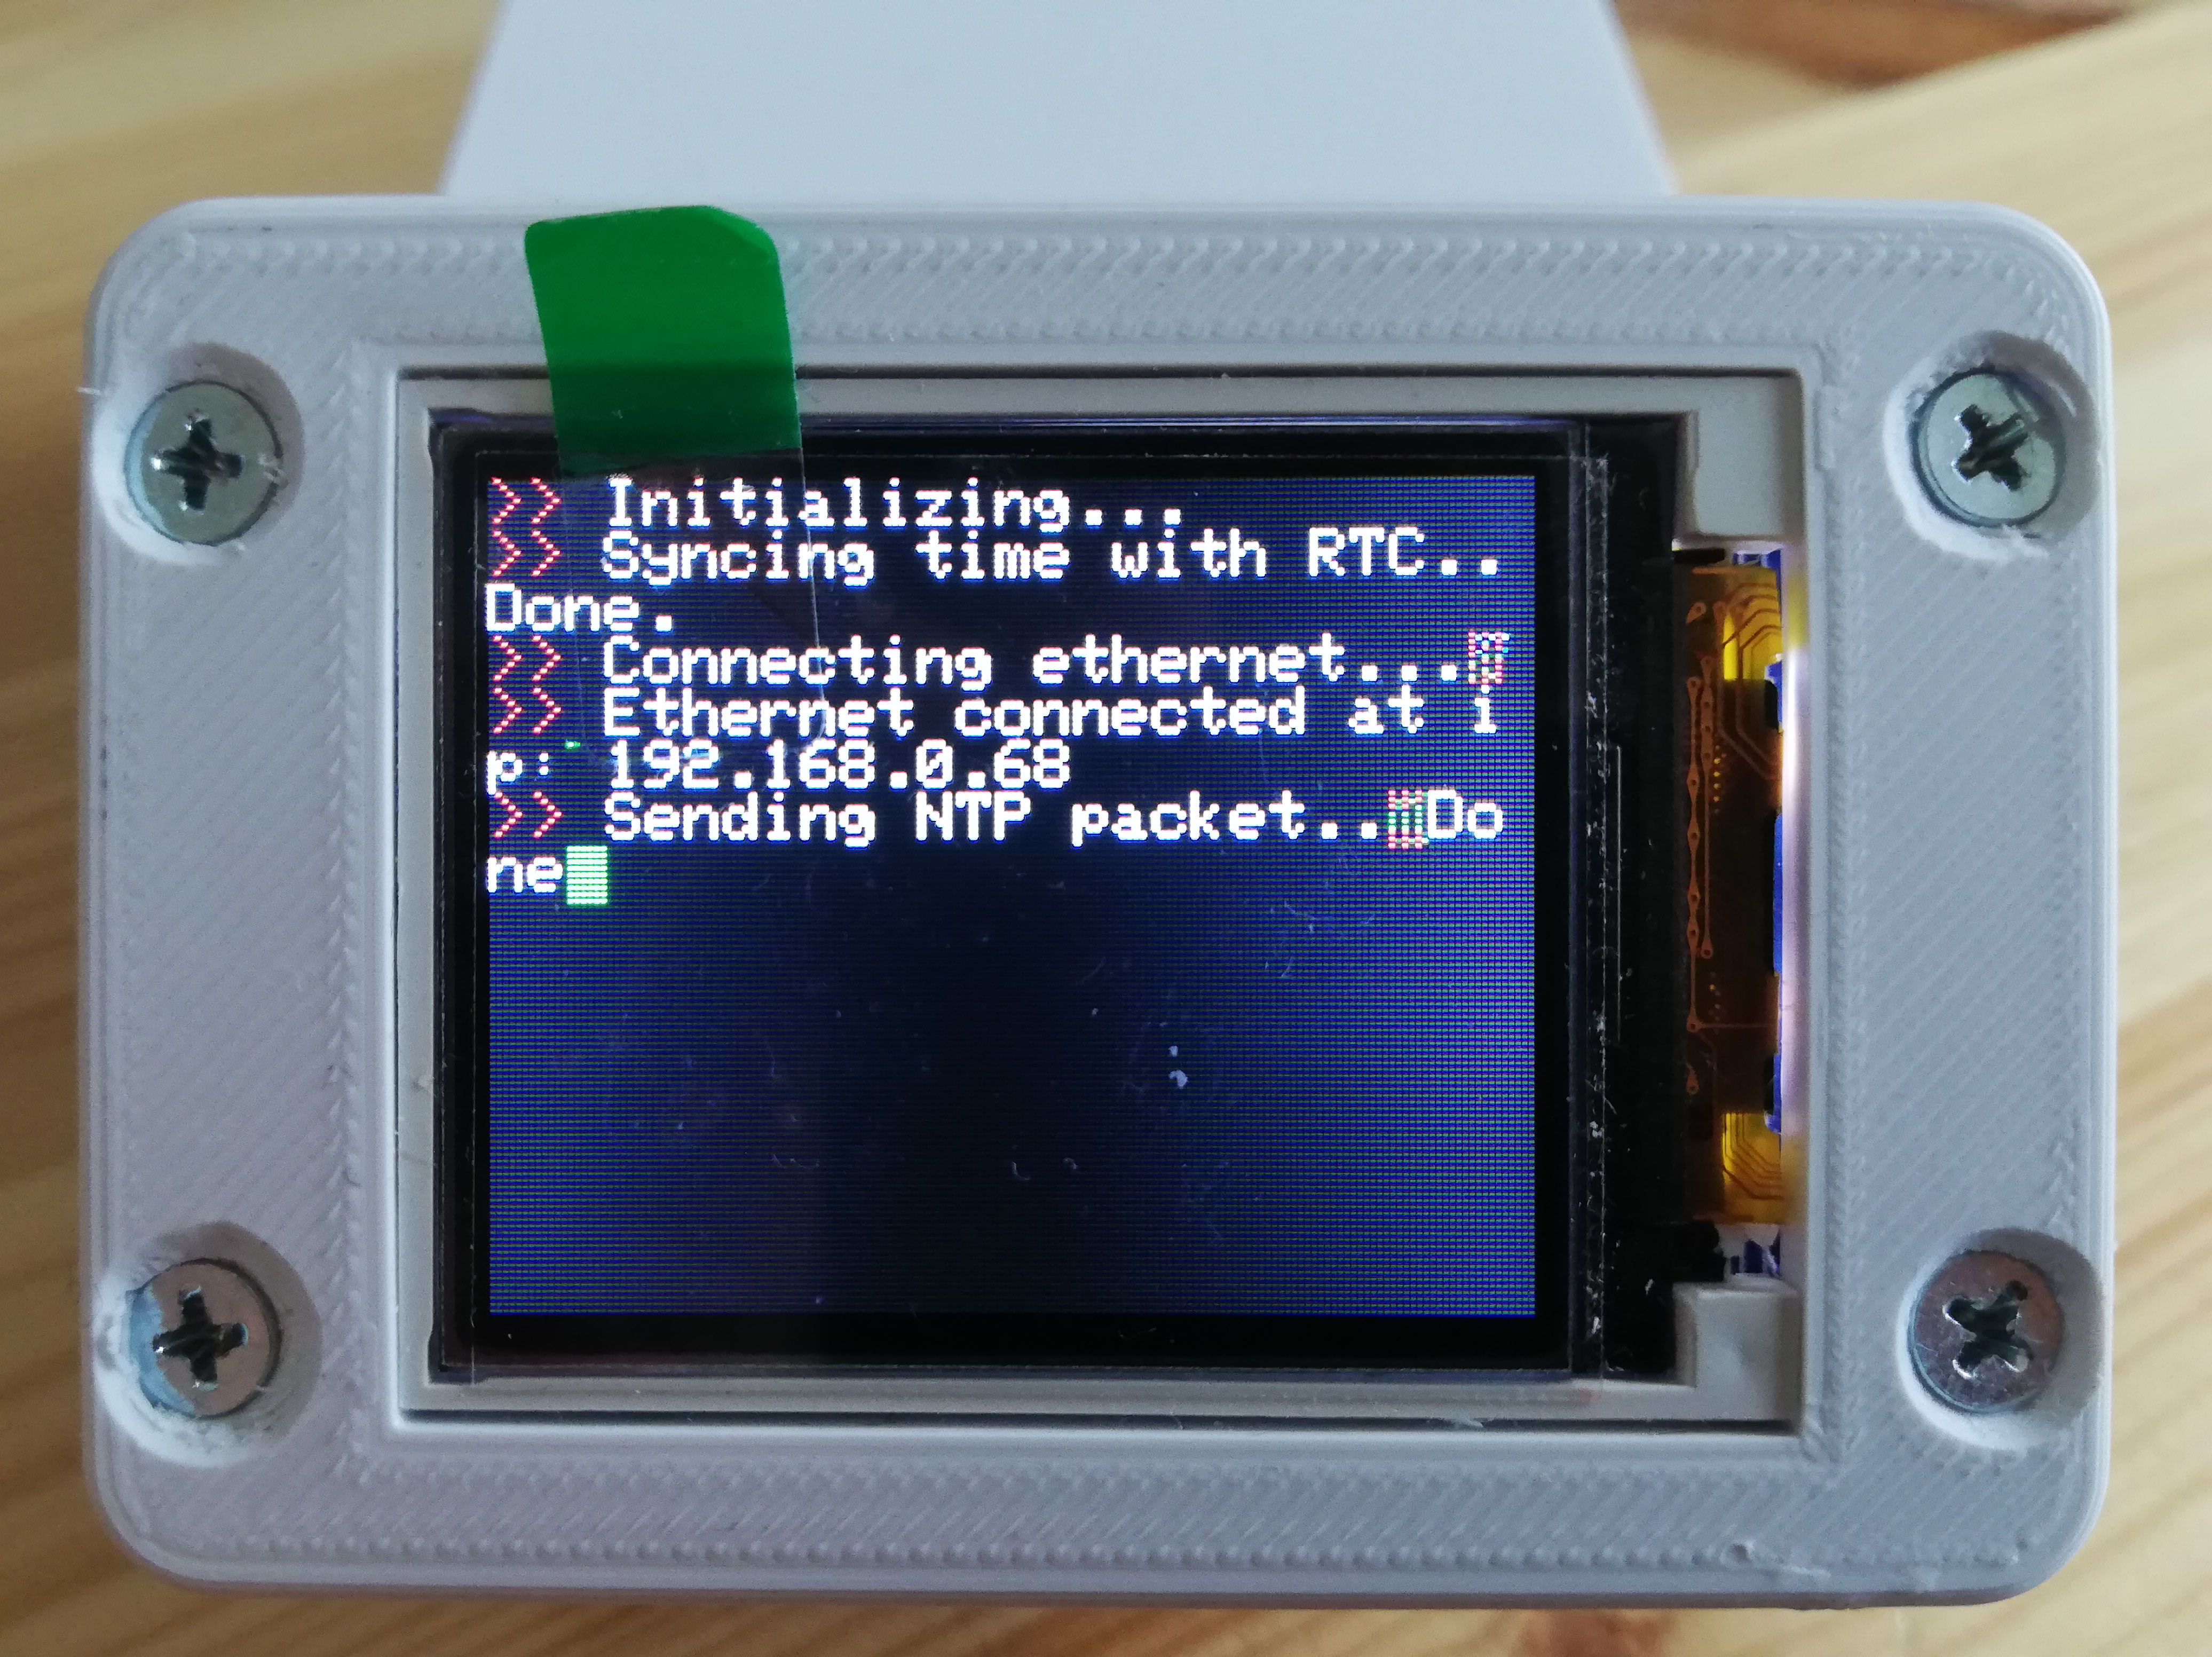 >> Initializing...
>> Syncing time with RTC..
Done.
>> Connecting ethernet...
>> Ethernet connected at i
p: 192.168.0.68
>> Sending NTP packet..▒Do
ne